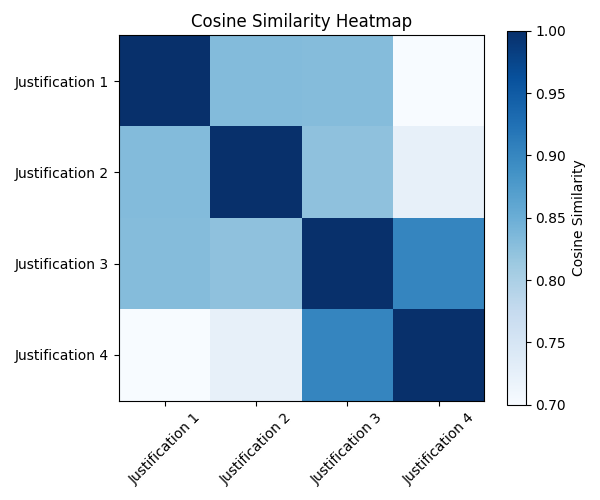 Cosine Similarity Heatmap
Justification 1
Justification 2
Justification 3
Justification 4
Justification 1
Justification 2
Justification 3
Justification 4
1.00
0.95
0.90
0.85
0.80
0.75
0.70
Cosine Similarity